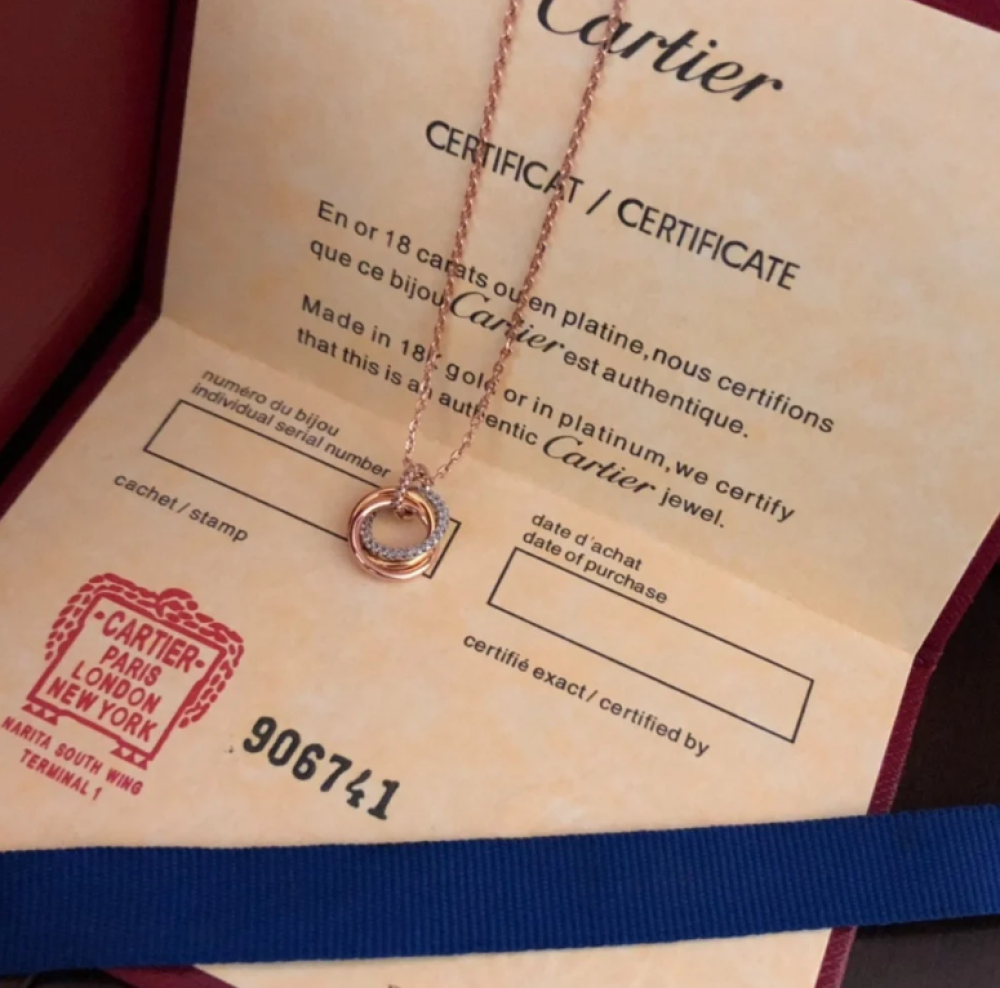 Cartier
CERTIFICAT / CERTIFICATE
En or 18 carats ou en platine, nous certifions
que ce bijou Cartier est authentique.
Made in 18k gold or in platinum, we certify
that this is an authentic Cartier jewel.
numéro du bijou
individual serial number
cachet / stamp
date d'achat
date of purchase
certifié exact / certified by
·CARTIER·
PARIS
LONDON
NEW YORK
NARITA SOUTH WING
TERMINAL 1
906741